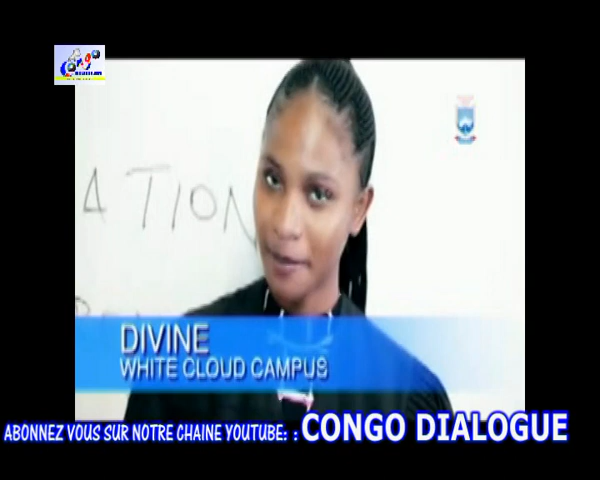 ATION
DIVINE
WHITE CLOUD CAMPUS
ABONNEZ VOUS SUR NOTRE CHAINE YOUTUBE: : CONGO DIALOGUE